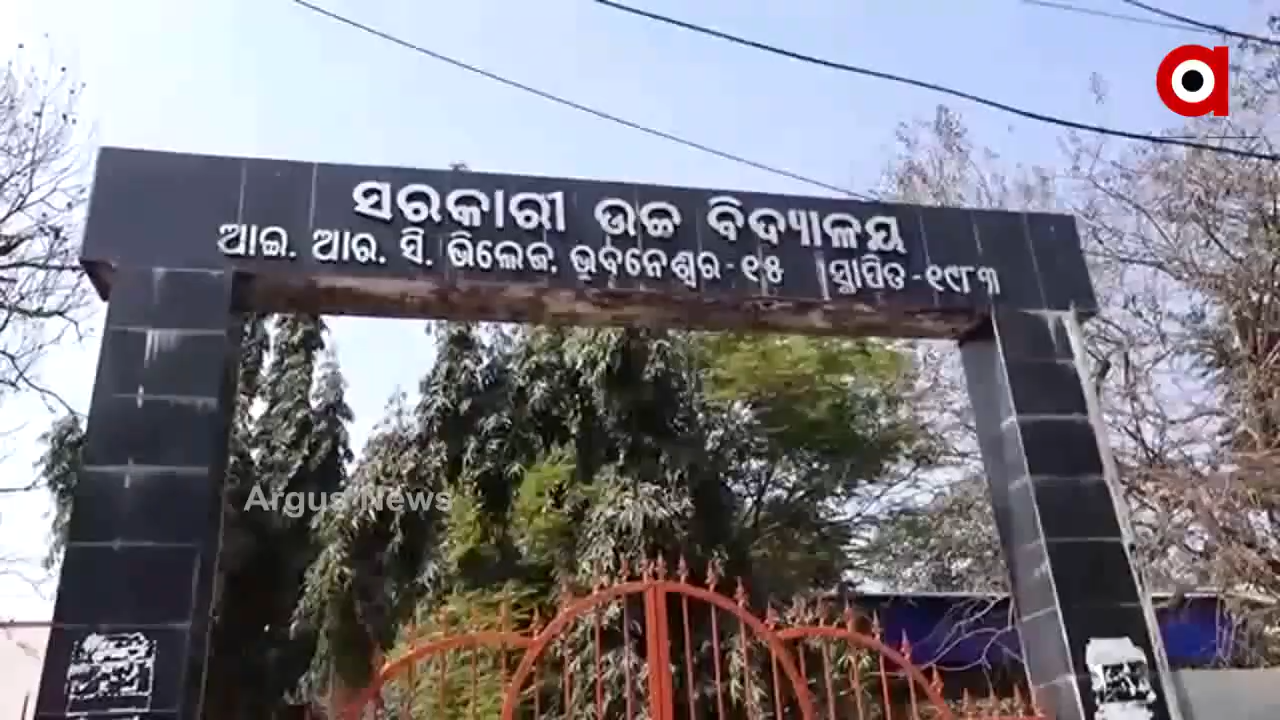 ସରକାରୀ ଉଚ୍ଚ ବିଦ୍ୟାଳୟ
ଆଇ. ଆର. ସି. ଭିଲେଜ, ଭୁବନେଶ୍ୱର - ୧୫ ସ୍ଥାପିତ - ୧୯୮୩
Argus News